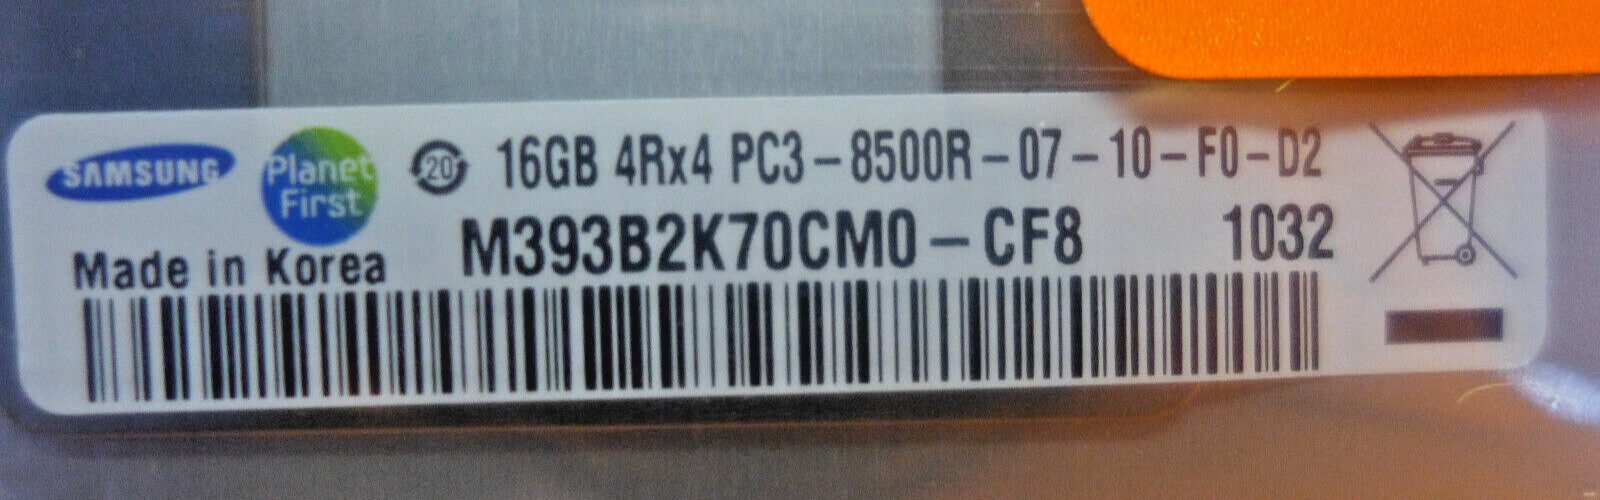 SAMSUNG Planet First 20 16GB 4Rx4 PC3-8500R-07-10-F0-D2
M393B2K70CM0-CF8 1032
Made in Korea